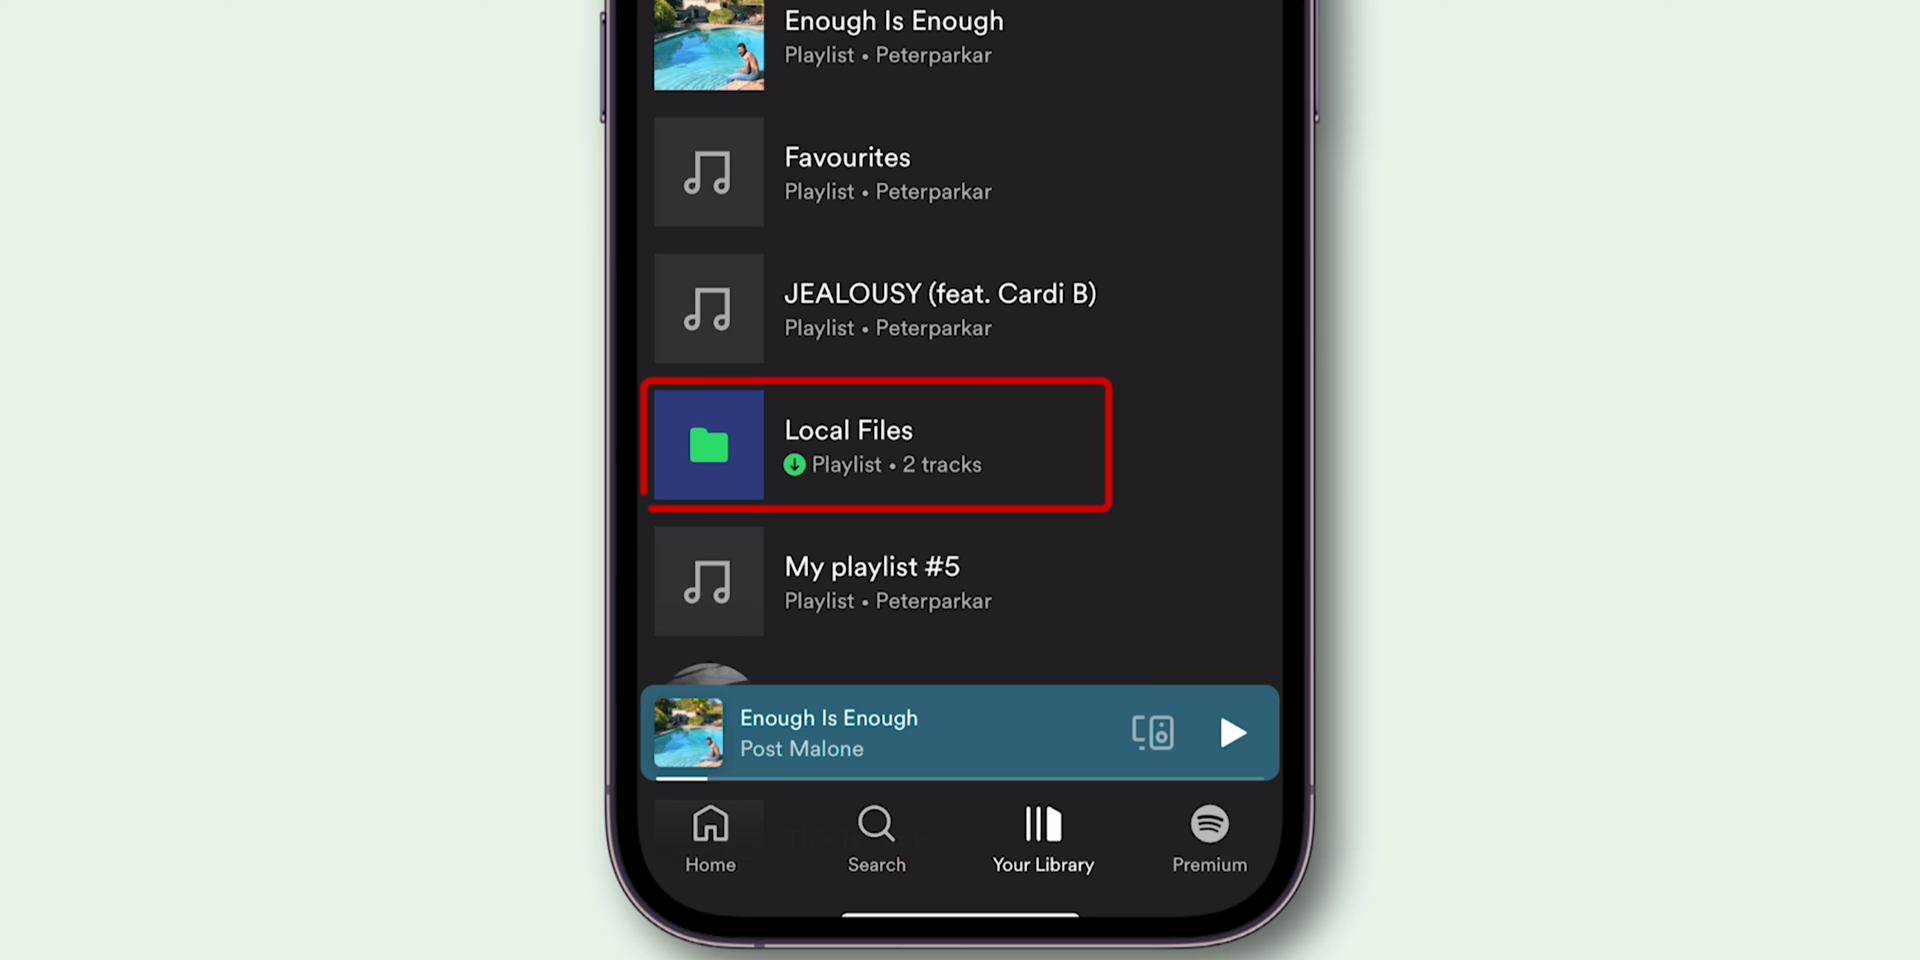 Enough Is Enough
Playlist • Peterparkar
Favourites
Playlist • Peterparkar
JEALOUSY (feat. Cardi B)
Playlist • Peterparkar
Local Files
Playlist • 2 tracks
My playlist #5
Playlist • Peterparkar
Enough Is Enough
Post Malone
Home
Search
Your Library
Premium